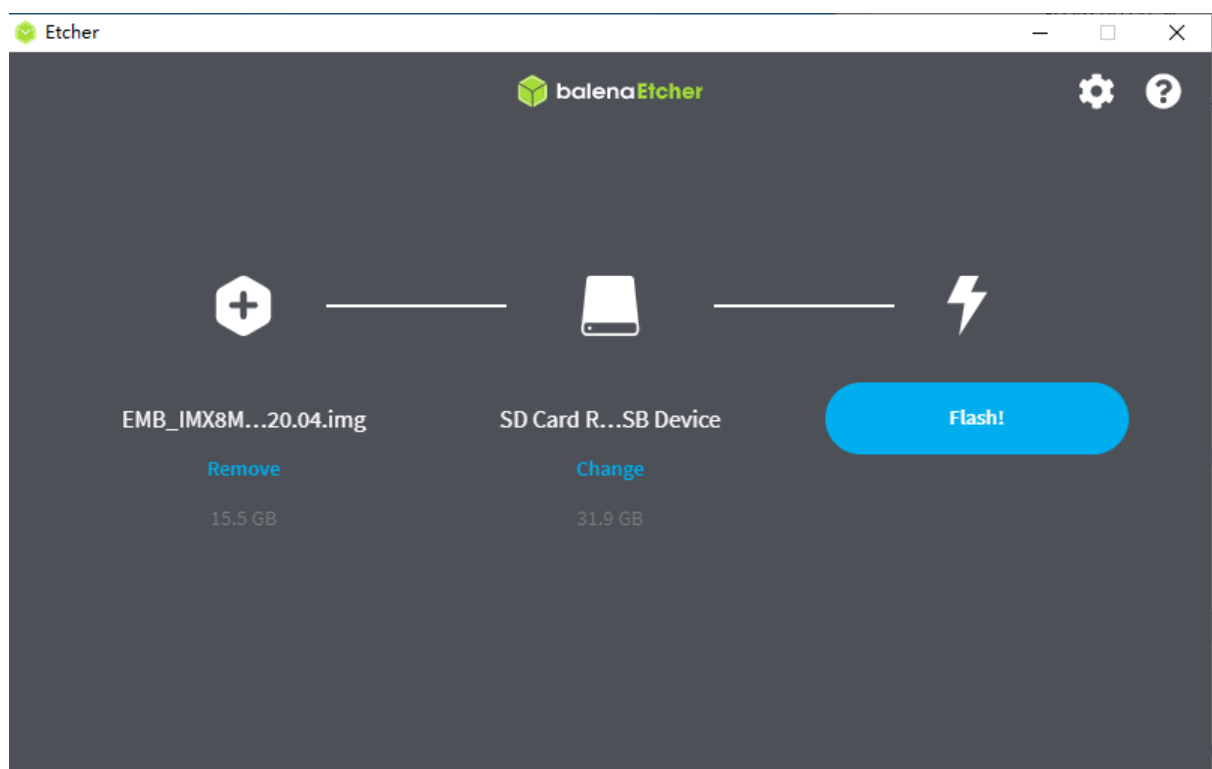 Etcher
balenaEtcher
EMB_IMX8M...20.04.img
SD Card R...SB Device
Flash!
Remove
Change
15.5 GB
31.9 GB